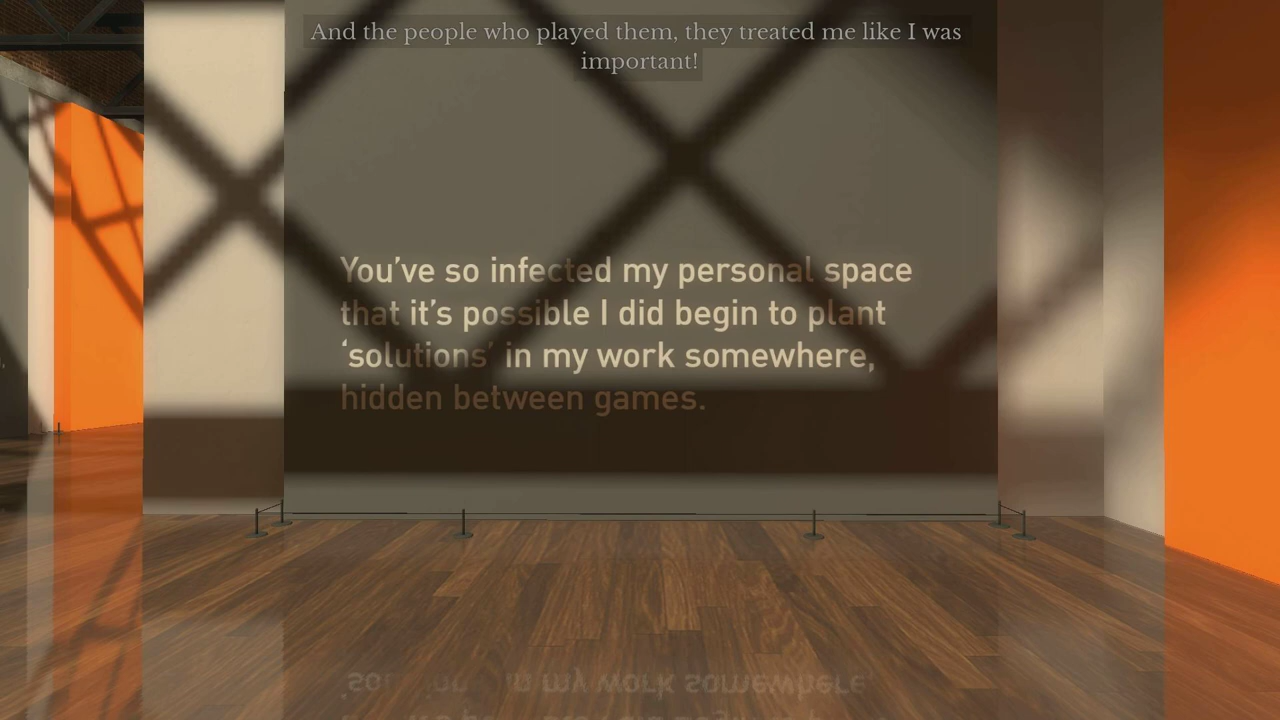 And the people who played them, they treated me like I was
important!
You've so infected my personal space
that it's possible I did begin to plant
‘solutions’ in my work somewhere,
hidden between games.